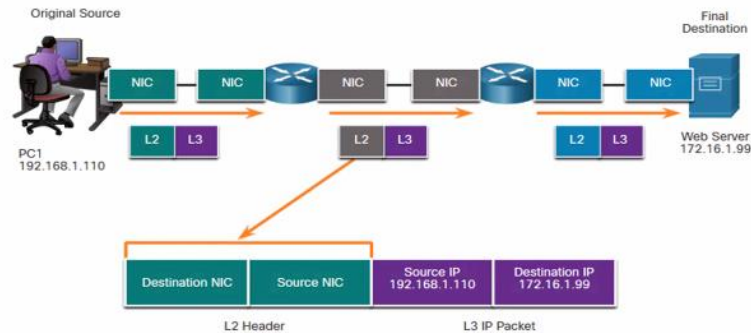 Original Source
Final
Destination
NIC
NIC
NIC
NIC
NIC
NIC
L2
L3
L2
L3
L2
L3
PC1
192.168.1.110
Web Server
172.16.1.99
Destination NIC
Source NIC
Source IP
192.168.1.110
Destination IP
172.16.1.99
L2 Header
L3 IP Packet